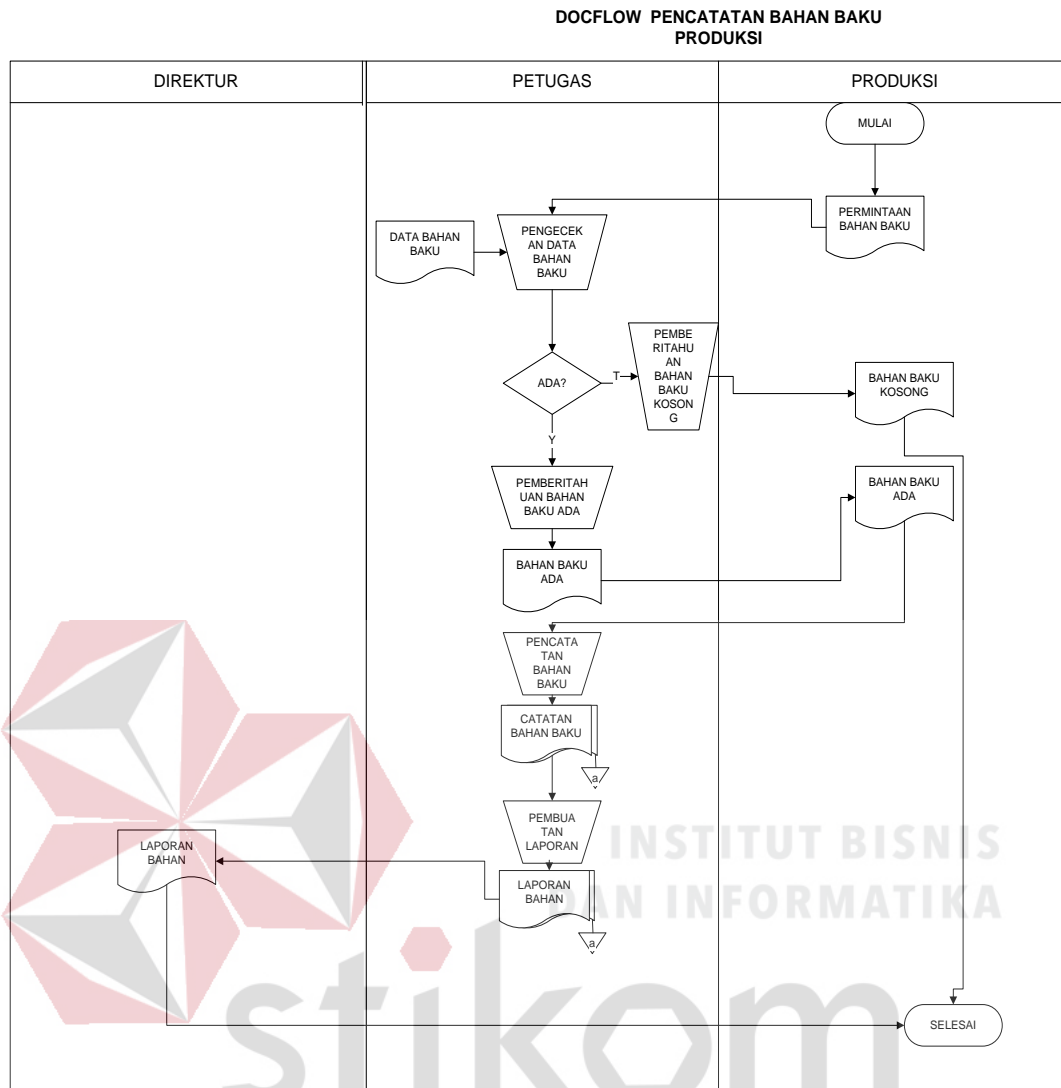 DOCFLOW PENCATATAN BAHAN BAKU
PRODUKSI
DIREKTUR
PETUGAS
PRODUKSI
MULAI
PERMINTAAN
BAHAN BAKU
DATA BAHAN
BAKU
PENGECEK
AN DATA
BAHAN
BAKU
ADA?
T
Y
PEMBE
RITAHU
AN
BAHAN
BAKU
KOSON
G
BAHAN BAKU
KOSONG
PEMBERITAH
UAN BAHAN
BAKU ADA
BAHAN BAKU
ADA
BAHAN BAKU
ADA
PENCATA
TAN
BAHAN
BAKU
CATATAN
BAHAN BAKU
a
PEMBUA
TAN
LAPORAN
LAPORAN
BAHAN
LAPORAN
BAHAN
a
SELESAI
INSTITUT BISNIS
DAN INFORMATIKA
stikom